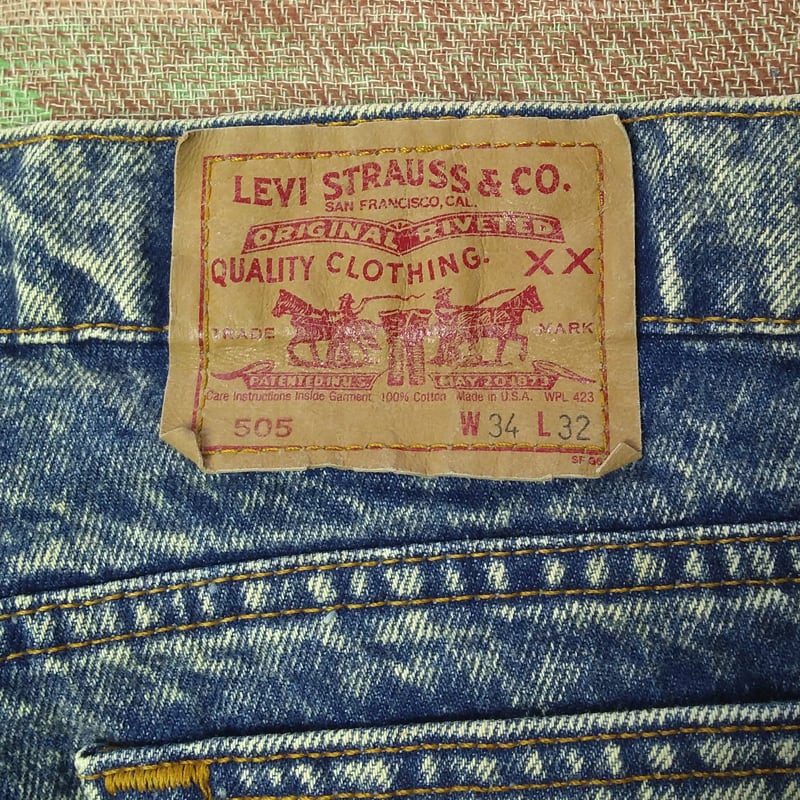 LEVI STRAUSS & CO.
SAN FRANCISCO, CAL.
ORIGINAL RIVETED
QUALITY CLOTHING. XX
TRADE MARK
PATENTED IN U.S. MAY 20 1873
Care Instructions Inside Garment 100% Cotton Made in U.S.A. WPL 423
505 W 34 L 32